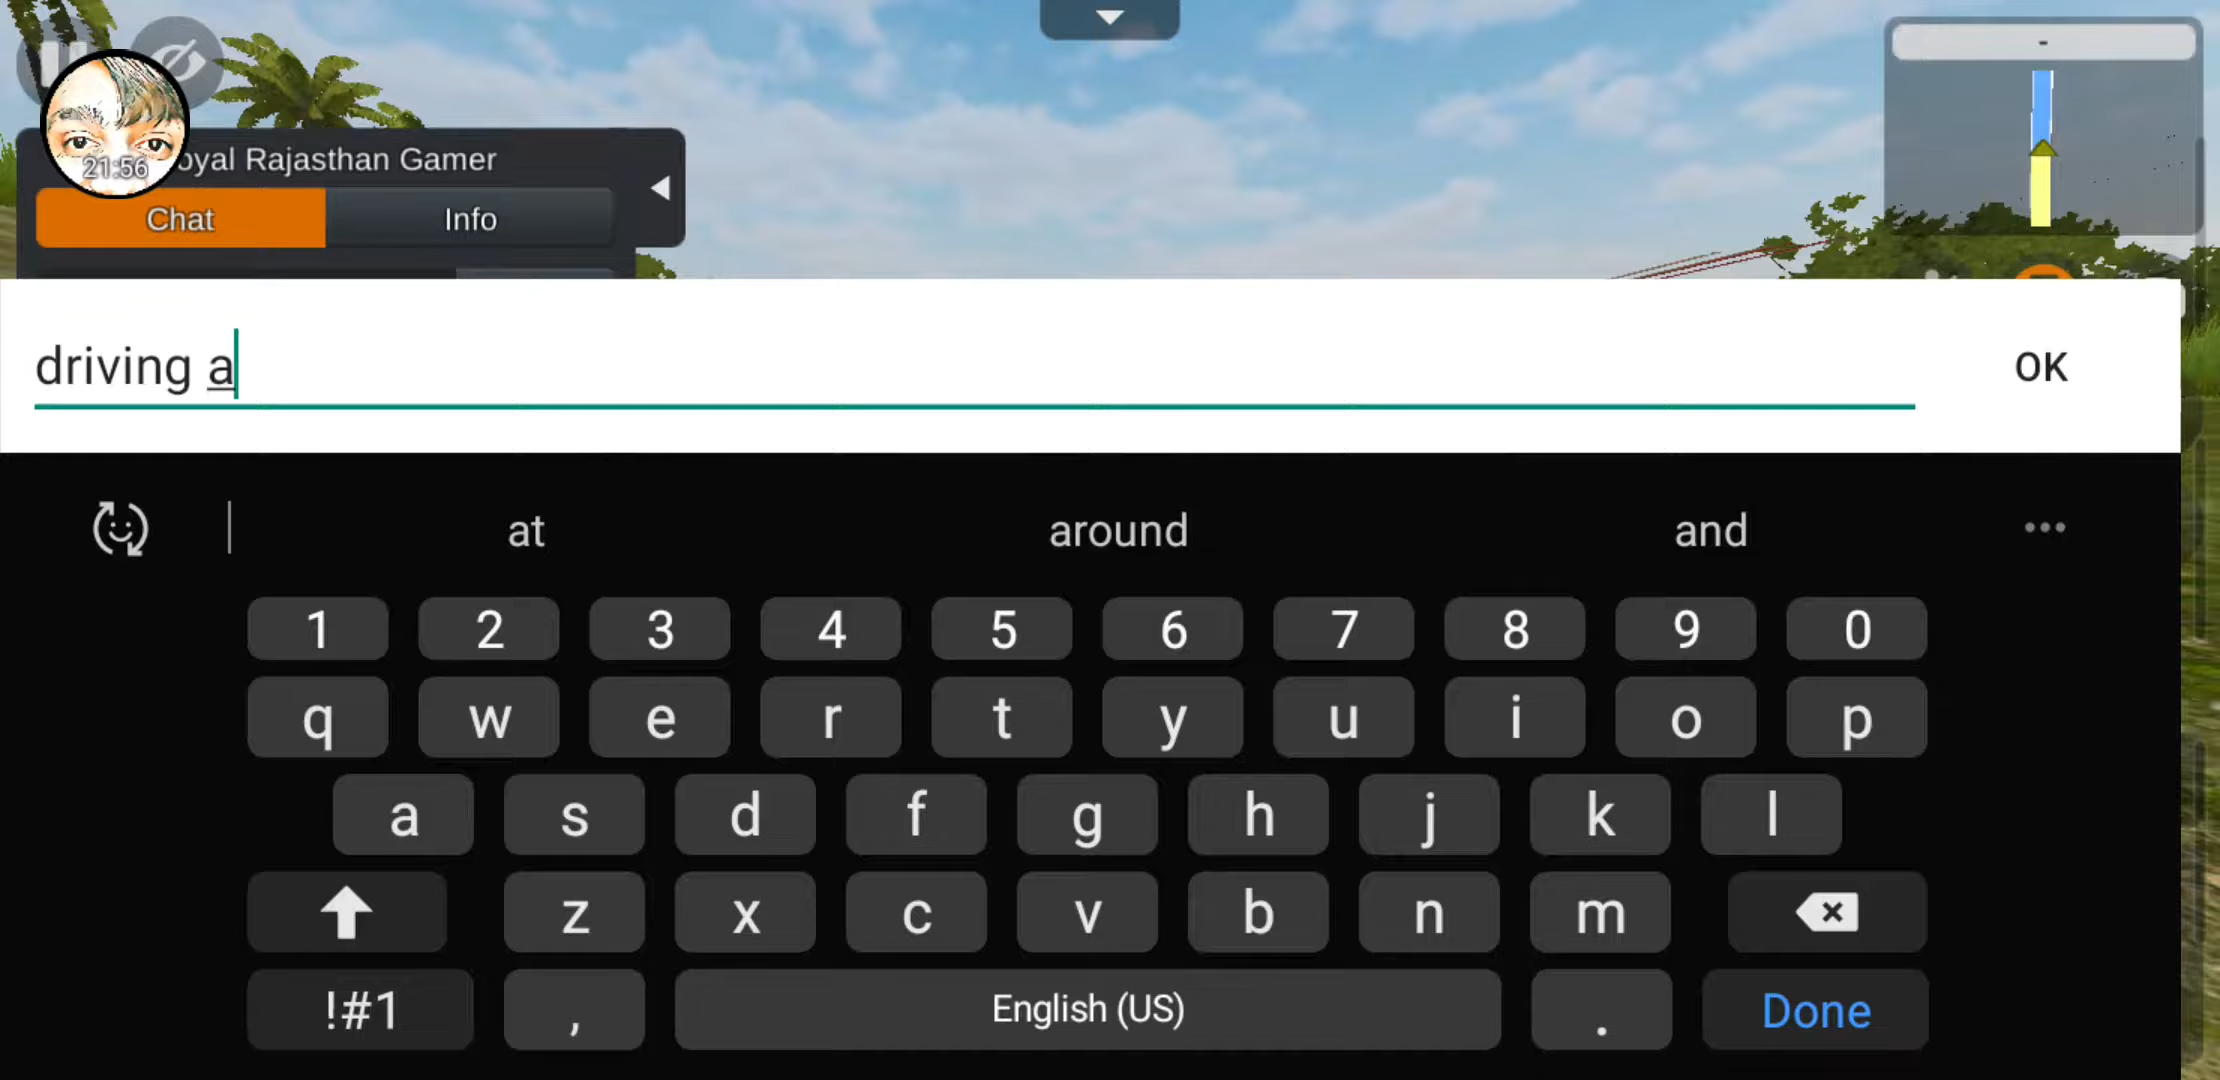 21:56
oyal Rajasthan Gamer
Chat Info
-
driving a
OK
at around and
1 2 3 4 5 6 7 8 9 0
q w e r t y u i o p
a s d f g h j k l
z x c v b n m
!#1 , English (US) . Done